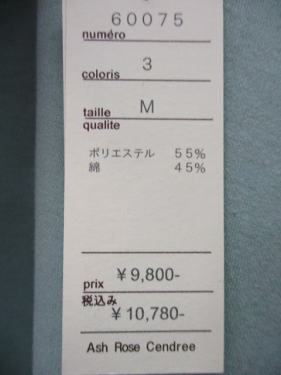 60075
numéro
3
coloris
M
taille
qualite
ポリエステル 55%
綿 45%
¥9,800-
prix
税込み
¥10,780-
Ash Rose Cendree